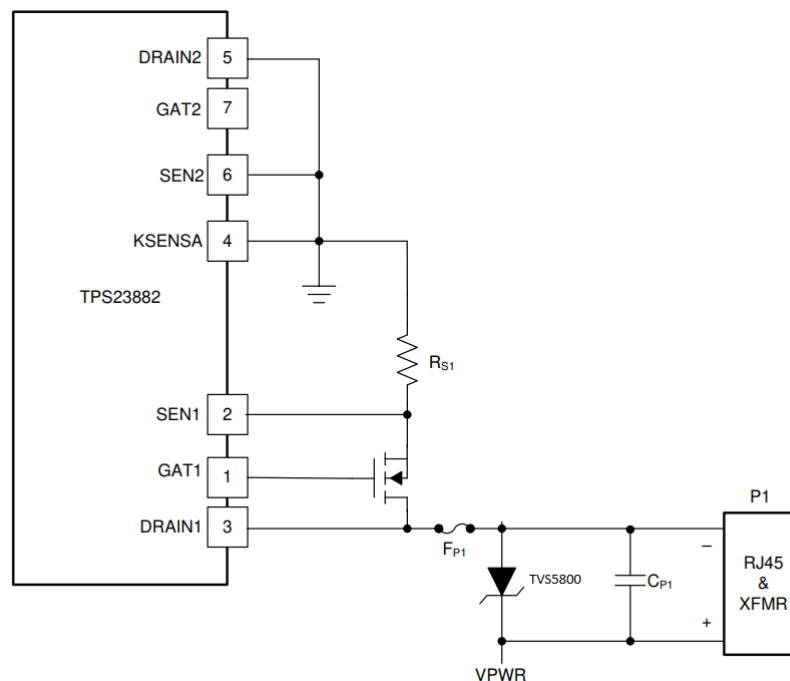 DRAIN2 5
GAT2 7
SEN2 6
KSENSA 4
TPS23882
RS1
SEN1 2
GAT1 1
DRAIN1 3
FP1
TVS5800
CP1
P1
–
RJ45
&
XFMR
+
VPWR